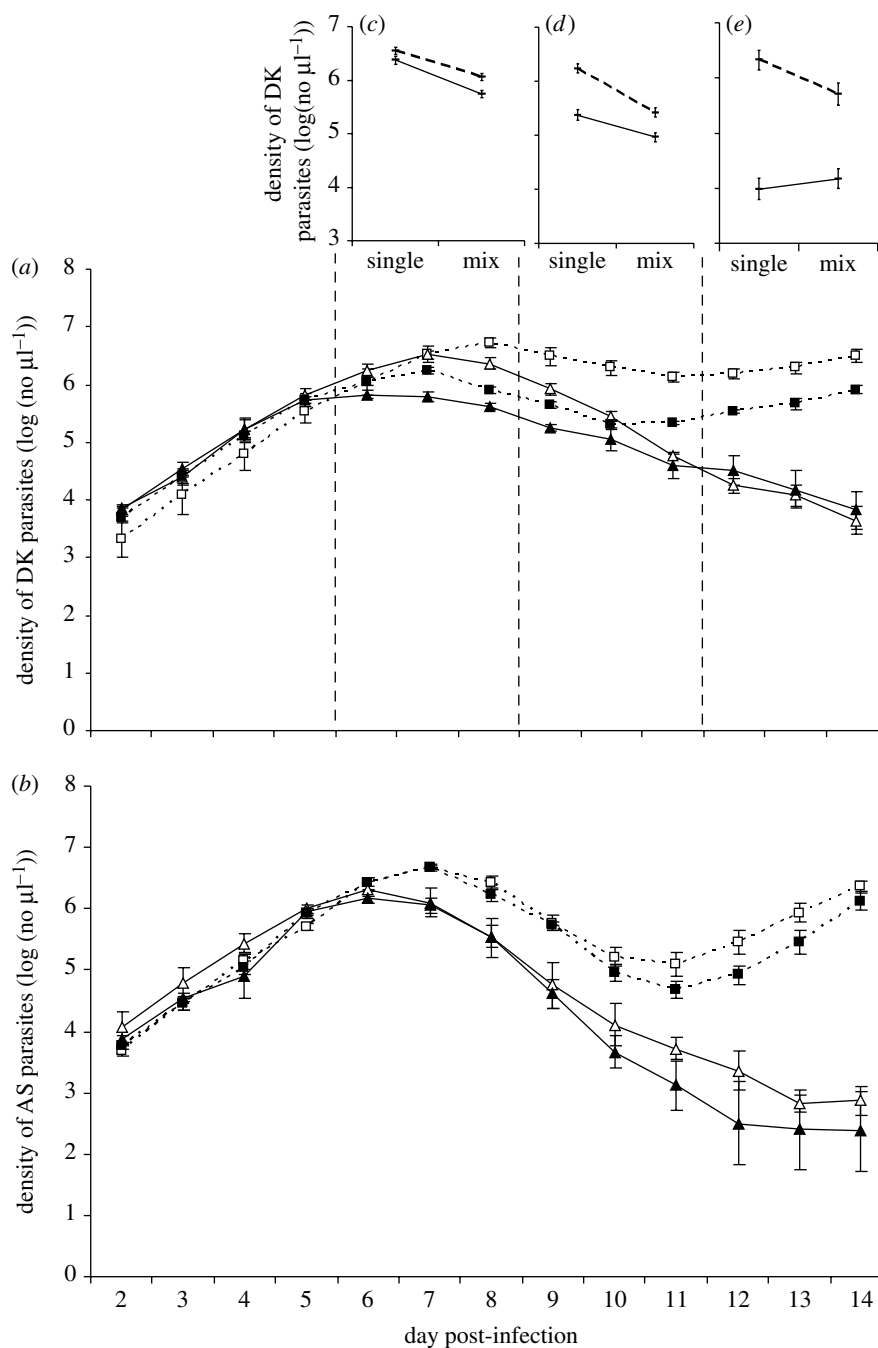 (c) (d) (e)
density of DK
parasites (log(no µl⁻¹))
7
6
5
4
3
single mix single mix single mix
(a)
density of DK parasites (log (no µl⁻¹))
8
7
6
5
4
3
2
1
0
(b)
density of AS parasites (log (no µl⁻¹))
8
7
6
5
4
3
2
1
0
2 3 4 5 6 7 8 9 10 11 12 13 14
day post-infection